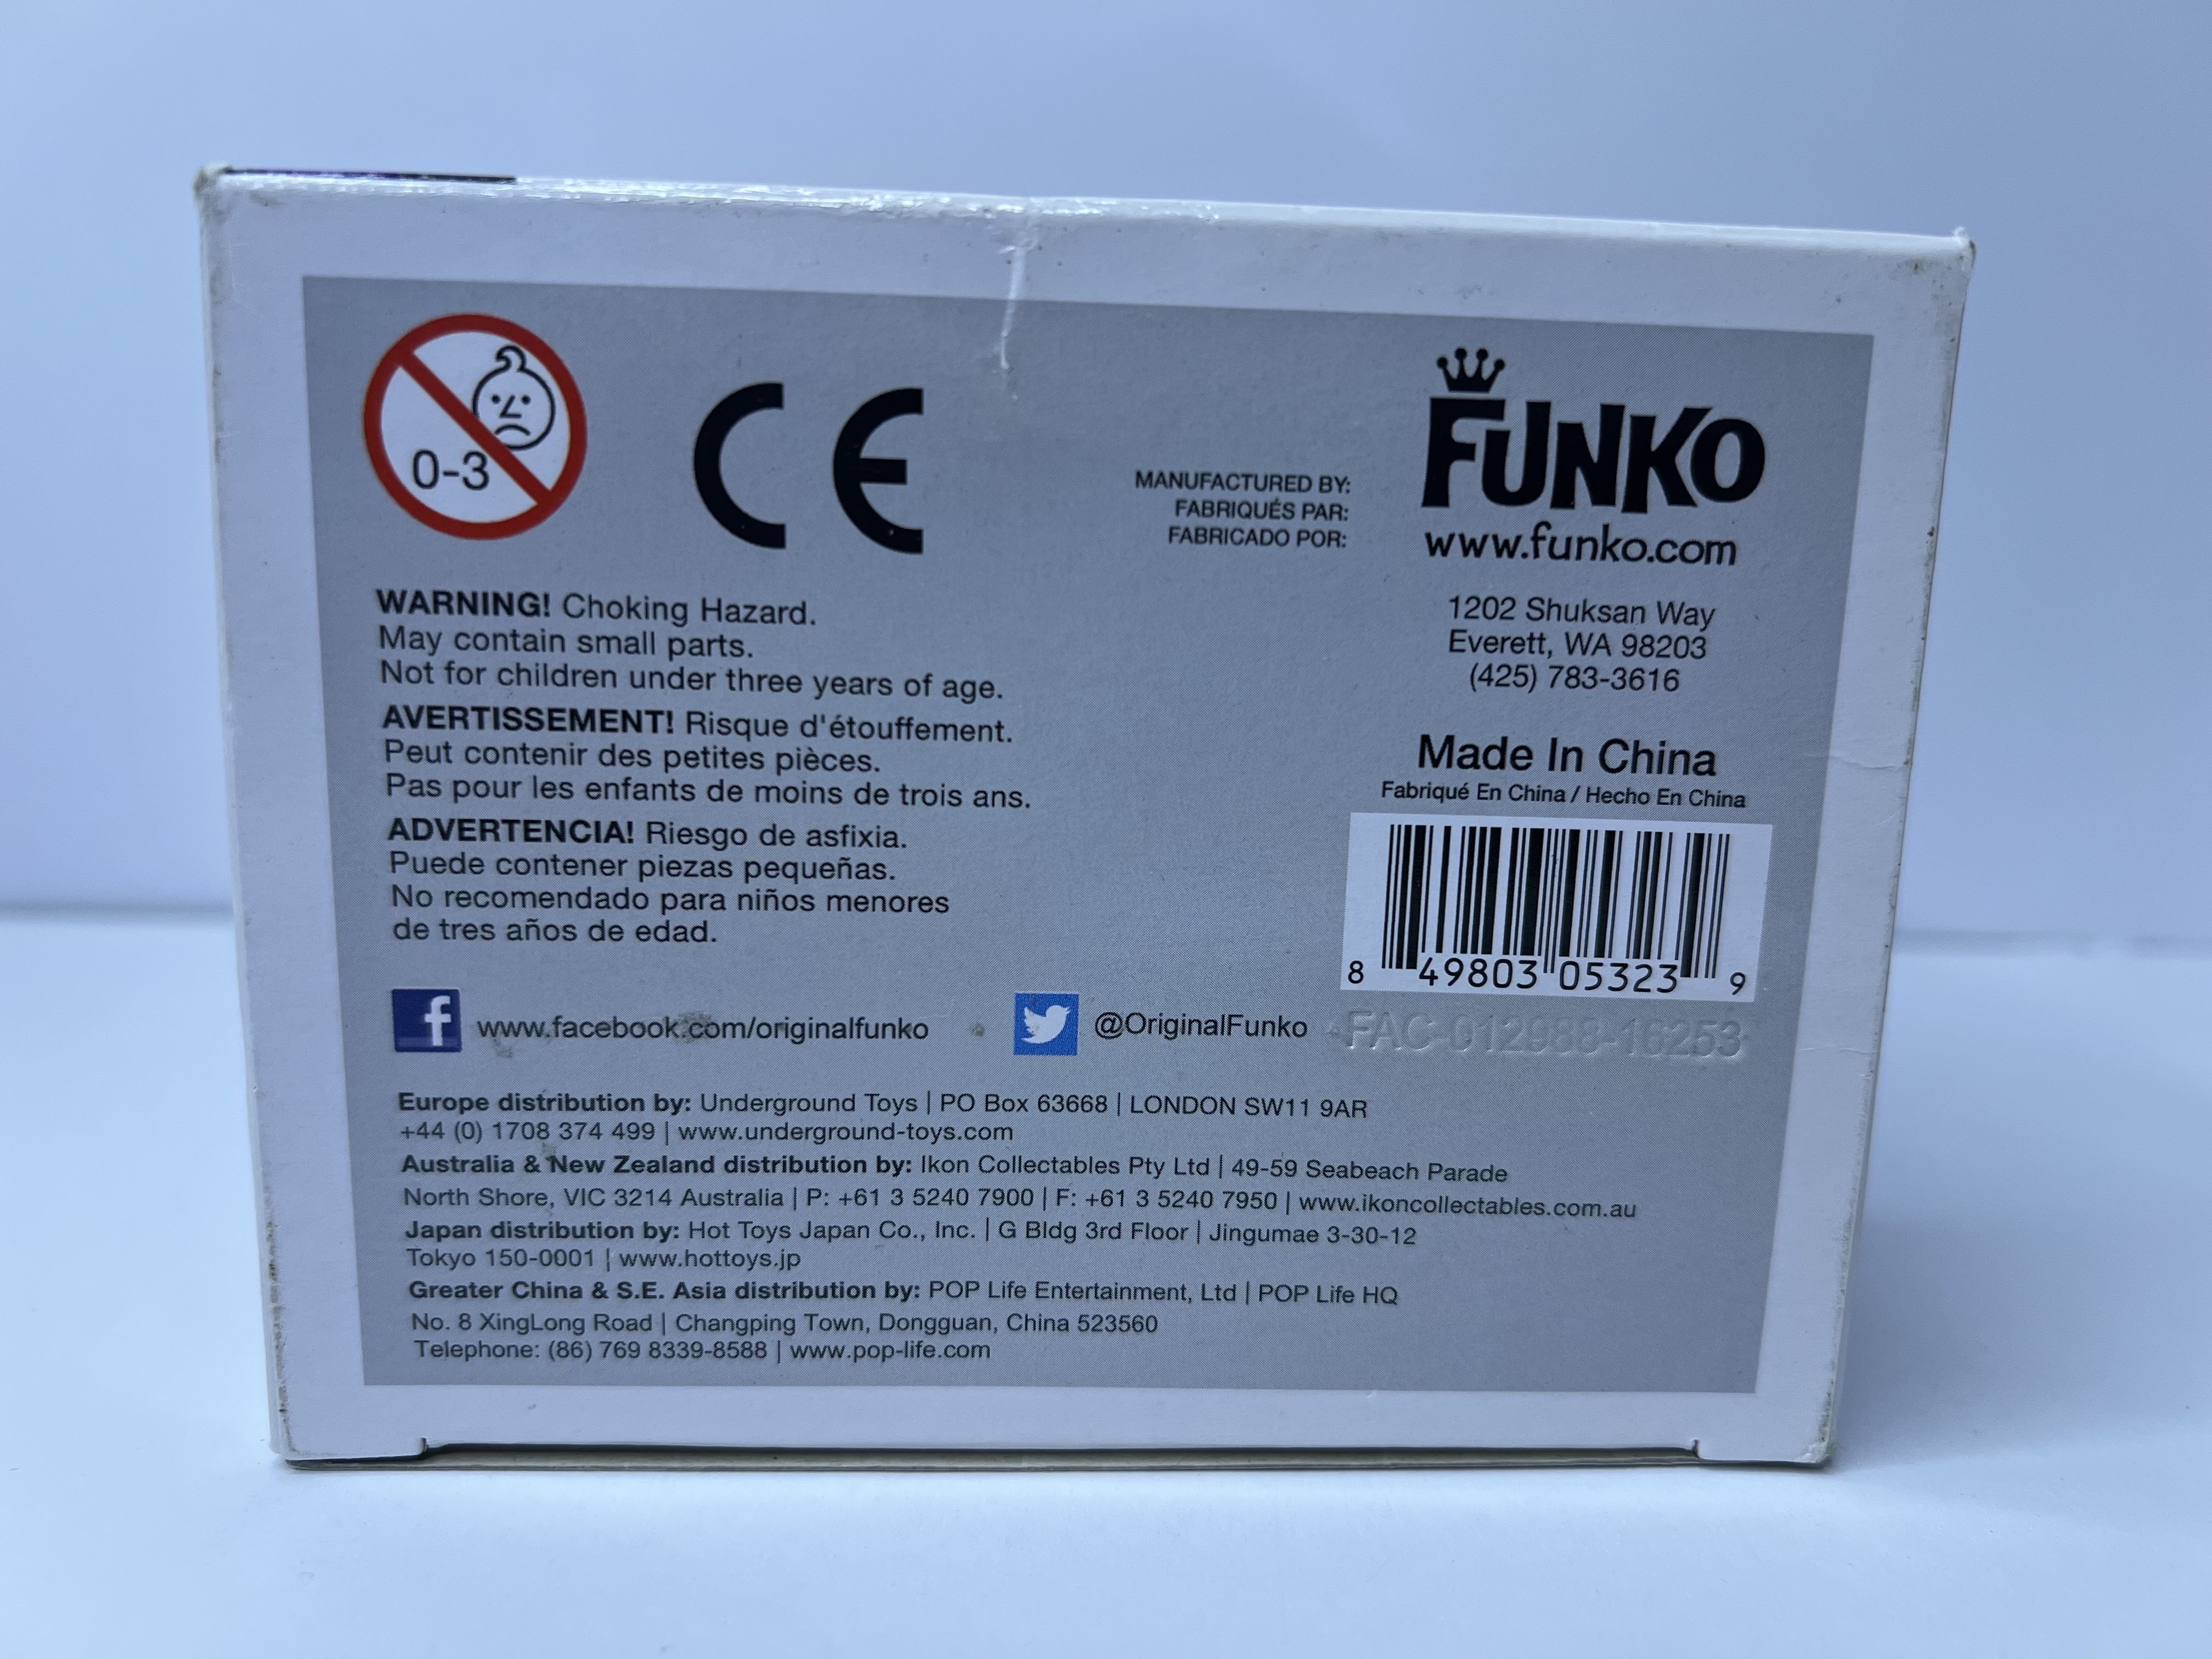 0-3
CE
MANUFACTURED BY:
FABRIQUÉS PAR:
FABRICADO POR:
FUNKO
www.funko.com
1202 Shuksan Way
Everett, WA 98203
(425) 783-3616
WARNING! Choking Hazard.
May contain small parts.
Not for children under three years of age.
AVERTISSEMENT! Risque d'étouffement.
Peut contenir des petites pièces.
Pas pour les enfants de moins de trois ans.
ADVERTENCIA! Riesgo de asfixia.
Puede contener piezas pequeñas.
No recomendado para niños menores
de tres años de edad.
Made In China
Fabriqué En China / Hecho En China
8 49803 05323 9
f www.facebook.com/originalfunko
@OriginalFunko
FAC-012988-16253
Europe distribution by: Underground Toys | PO Box 63668 | LONDON SW11 9AR
+44 (0) 1708 374 499 | www.underground-toys.com
Australia & New Zealand distribution by: Ikon Collectables Pty Ltd | 49-59 Seabeach Parade
North Shore, VIC 3214 Australia | P: +61 3 5240 7900 | F: +61 3 5240 7950 | www.ikoncollectables.com.au
Japan distribution by: Hot Toys Japan Co., Inc. | G Bldg 3rd Floor | Jingumae 3-30-12
Tokyo 150-0001 | www.hottoys.jp
Greater China & S.E. Asia distribution by: POP Life Entertainment, Ltd | POP Life HQ
No. 8 XingLong Road | Changping Town, Dongguan, China 523560
Telephone: (86) 769 8339-8588 | www.pop-life.com